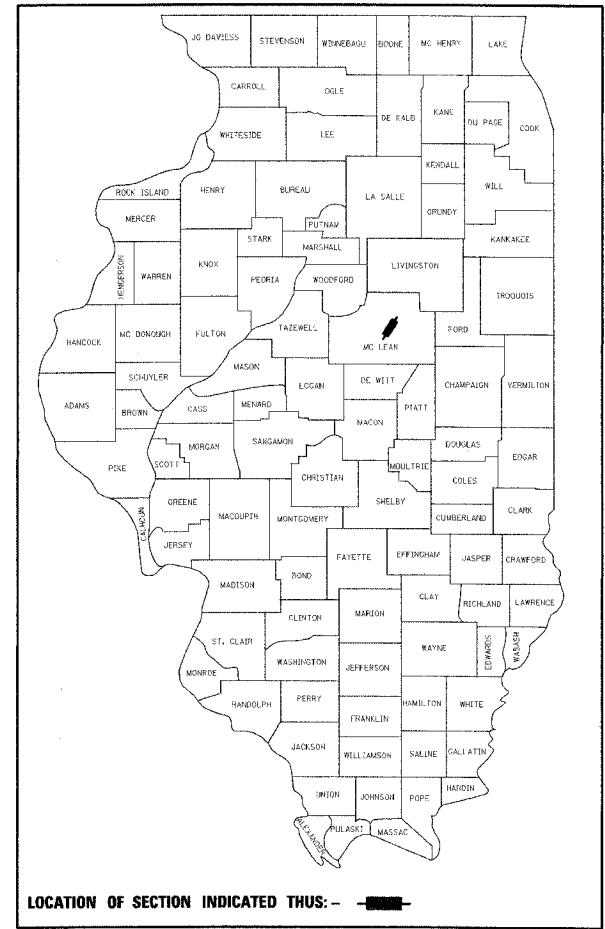 JO DAVIESS STEVENSON WINNEBAGO BOONE MC HENRY LAKE
CARROLL OGLE DE KALB KANE DU PAGE COOK
WHITESIDE LEE
KENDALL WILL
ROCK ISLAND HENRY BUREAU LA SALLE GRUNDY
MERCER PUTNAM
STARK MARSHALL KANKAKEE
HENDERSON WARREN KNOX PEORIA WOODFORD LIVINGSTON IROQUOIS
HANCOCK MC DONOUGH FULTON TAZEWELL MC LEAN FORD
SCHUYLER MASON LOGAN DE WITT CHAMPAIGN VERMILION
ADAMS BROWN CASS MENARD MACON PIATT
PIKE SCOTT MORGAN SANGAMON MOULTRIE DOUGLAS EDGAR
CHRISTIAN COLES
CALHOUN GREENE MACOUPIN MONTGOMERY SHELBY CUMBERLAND CLARK
JERSEY FAYETTE EFFINGHAM JASPER CRAWFORD
MADISON BOND
CLINTON MARION CLAY RICHLAND LAWRENCE
ST. CLAIR WAYNE EDWARDS WABASH
MONROE WASHINGTON JEFFERSON
RANDOLPH PERRY HAMILTON WHITE
FRANKLIN
JACKSON WILLIAMSON SALINE GALLATIN
UNION JOHNSON POPE HARDIN
ALEXANDER PULASKI MASSAC
LOCATION OF SECTION INDICATED THUS: -